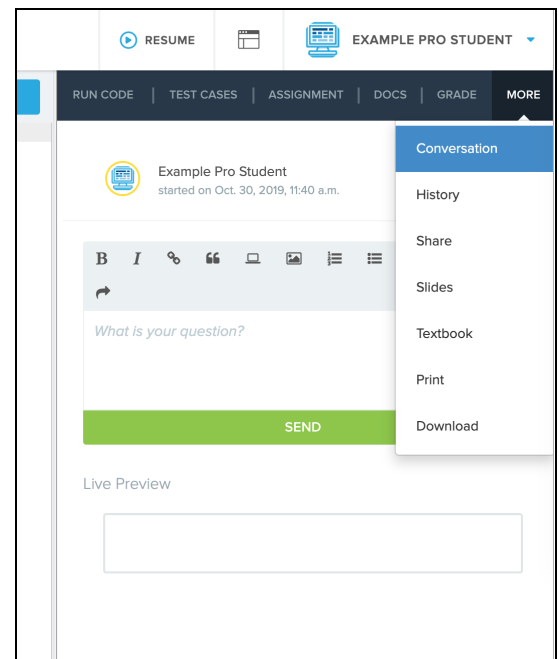 RESUME
EXAMPLE PRO STUDENT
RUN CODE | TEST CASES | ASSIGNMENT | DOCS | GRADE MORE
Conversation
Example Pro Student
started on Oct. 30, 2019, 11:40 a.m.
History
Share
B I
Slides
What is your question?
Textbook
Print
SEND
Download
Live Preview